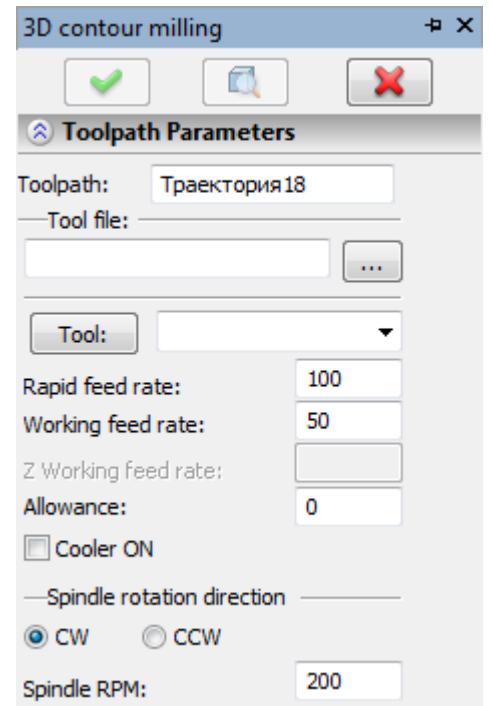 3D contour milling
Toolpath Parameters
Toolpath: Траектория18
Tool file:
...
Tool:
Rapid feed rate: 100
Working feed rate: 50
Z Working feed rate:
Allowance: 0
Cooler ON
Spindle rotation direction
CW CCW
Spindle RPM: 200